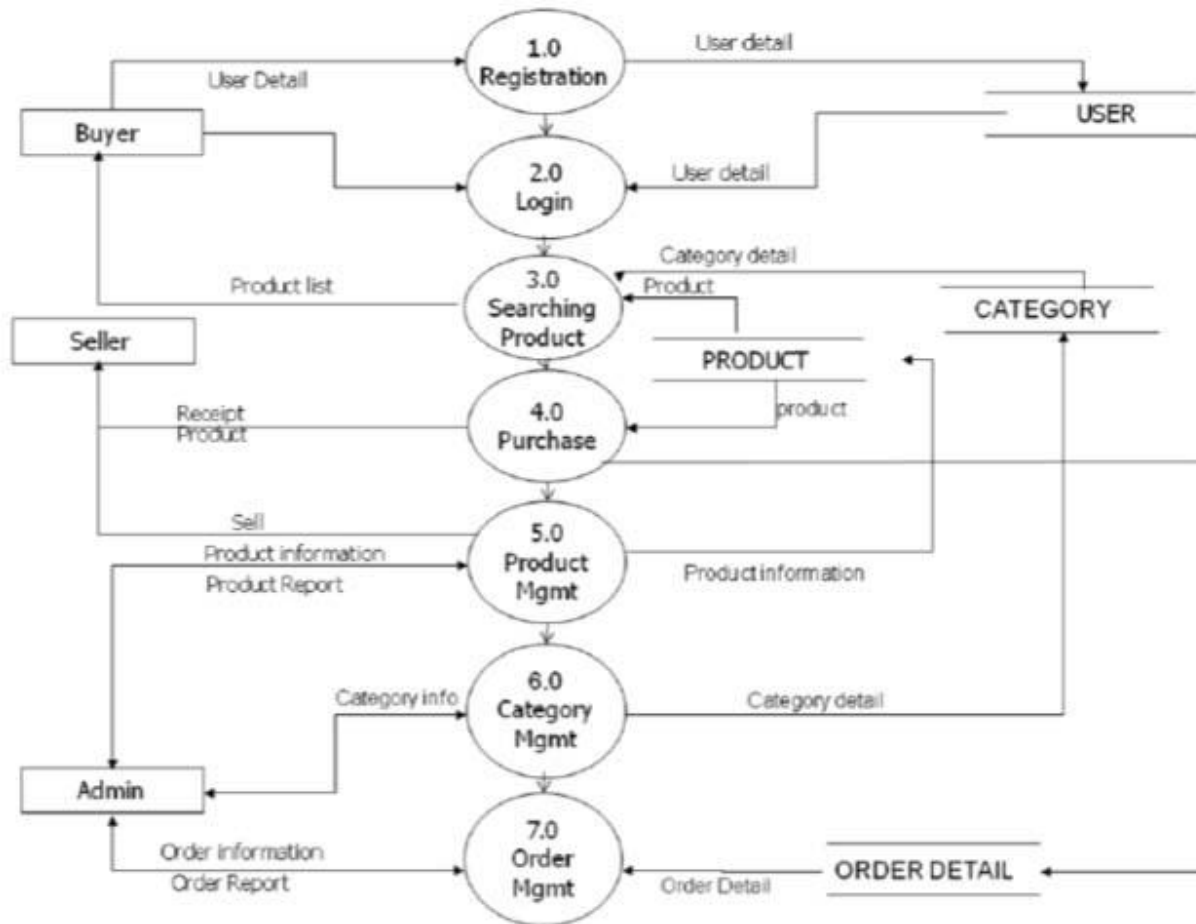 1.0
Registration
User detail
User Detail
Buyer
USER
2.0
Login
User detail
Category detail
Product list
3.0
Searching
Product
Product
CATEGORY
Seller
PRODUCT
Receipt
Product
4.0
Purchase
product
Sell
5.0
Product
Mgmt
Product information
Product Report
Product information
6.0
Category
Mgmt
Category info
Category detail
Admin
7.0
Order
Mgmt
Order information
Order Report
Order Detail
ORDER DETAIL